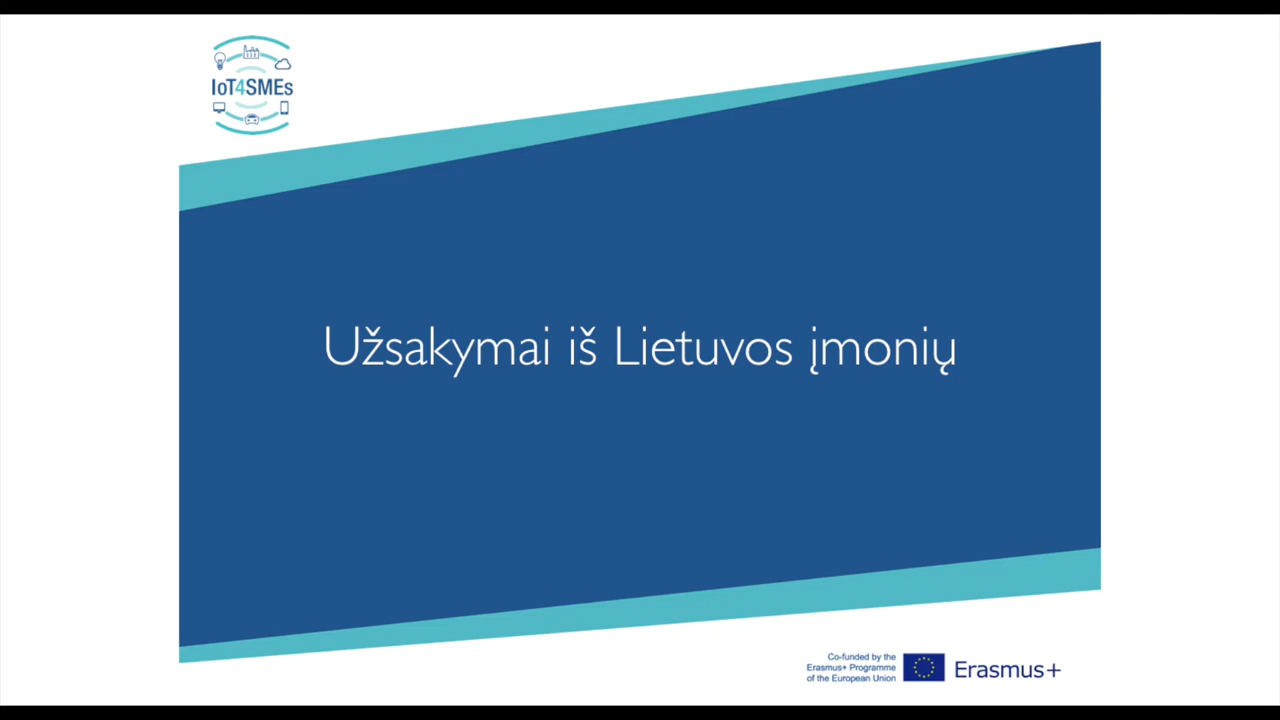 IoT4SMEs
Užsakymai iš Lietuvos įmonių
Co-funded by the
Erasmus+ Programme
of the European Union
Erasmus+